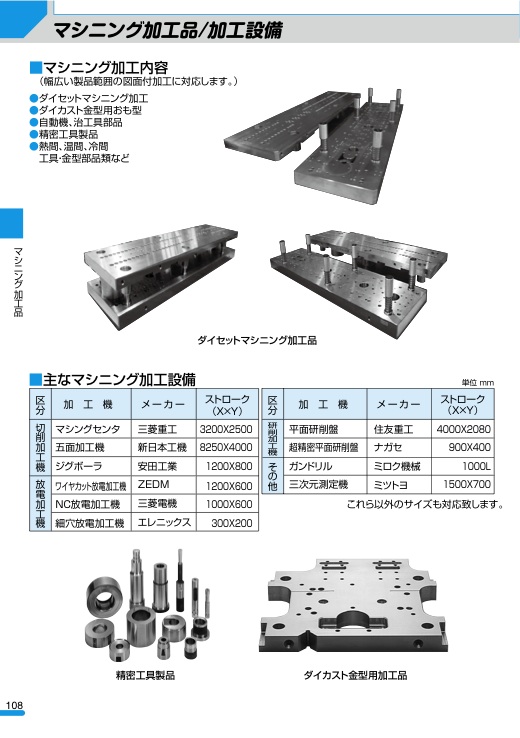 マシニング加工品/加工設備
■マシニング加工内容
（幅広い製品範囲の図面付加工に対応します。）
●ダイセットマシニング加工
●ダイカスト金型用おも型
●自動機、治工具部品
●精密工具製品
●熱間、温間、冷間
工具・金型部品類など
マシニング加工品
ダイセットマシニング加工品
■主なマシニング加工設備
単位 mm
区分 加工機 メーカー ストローク（X×Y）
切削加工機 マシングセンタ 三菱重工 3200X2500
五面加工機 新日本工機 8250X4000
ジグボーラ 安田工業 1200X800
放電加工機 ワイヤカット放電加工機 ZEDM 1200X600
NC放電加工機 三菱電機 1000X600
細穴放電加工機 エレニックス 300X200
区分 加工機 メーカー ストローク（X×Y）
研削加工機 平面研削盤 住友重工 4000X2080
超精密平面研削盤 ナガセ 900X400
その他 ガンドリル ミロク機械 1000L
三次元測定機 ミツトヨ 1500X700
これら以外のサイズも対応致します。
精密工具製品
ダイカスト金型用加工品
108